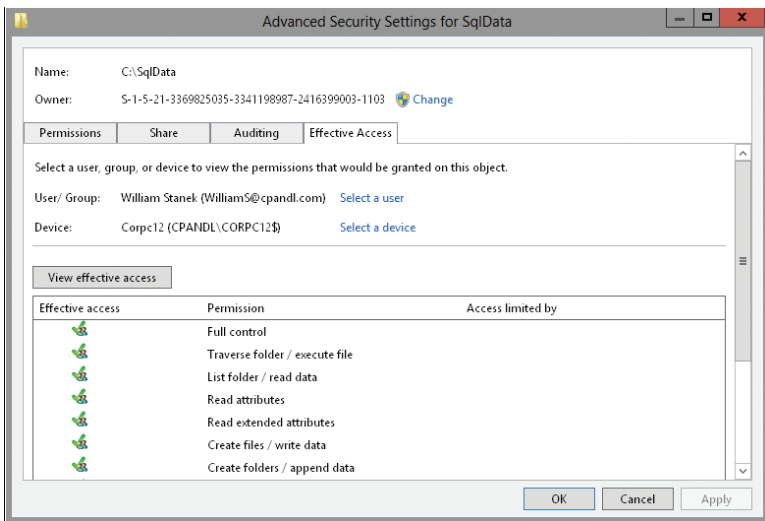 Advanced Security Settings for SqlData
Name: C:\SqlData
Owner: S-1-5-21-3369825035-3341198987-2416399003-1103 Change
Permissions Share Auditing Effective Access
Select a user, group, or device to view the permissions that would be granted on this object.
User/ Group: William Stanek (WilliamS@cpandl.com) Select a user
Device: Corpc12 (CPANDL\CORPC12$) Select a device
View effective access
Effective access Permission Access limited by
Full control
Traverse folder / execute file
List folder / read data
Read attributes
Read extended attributes
Create files / write data
Create folders / append data
OK Cancel Apply